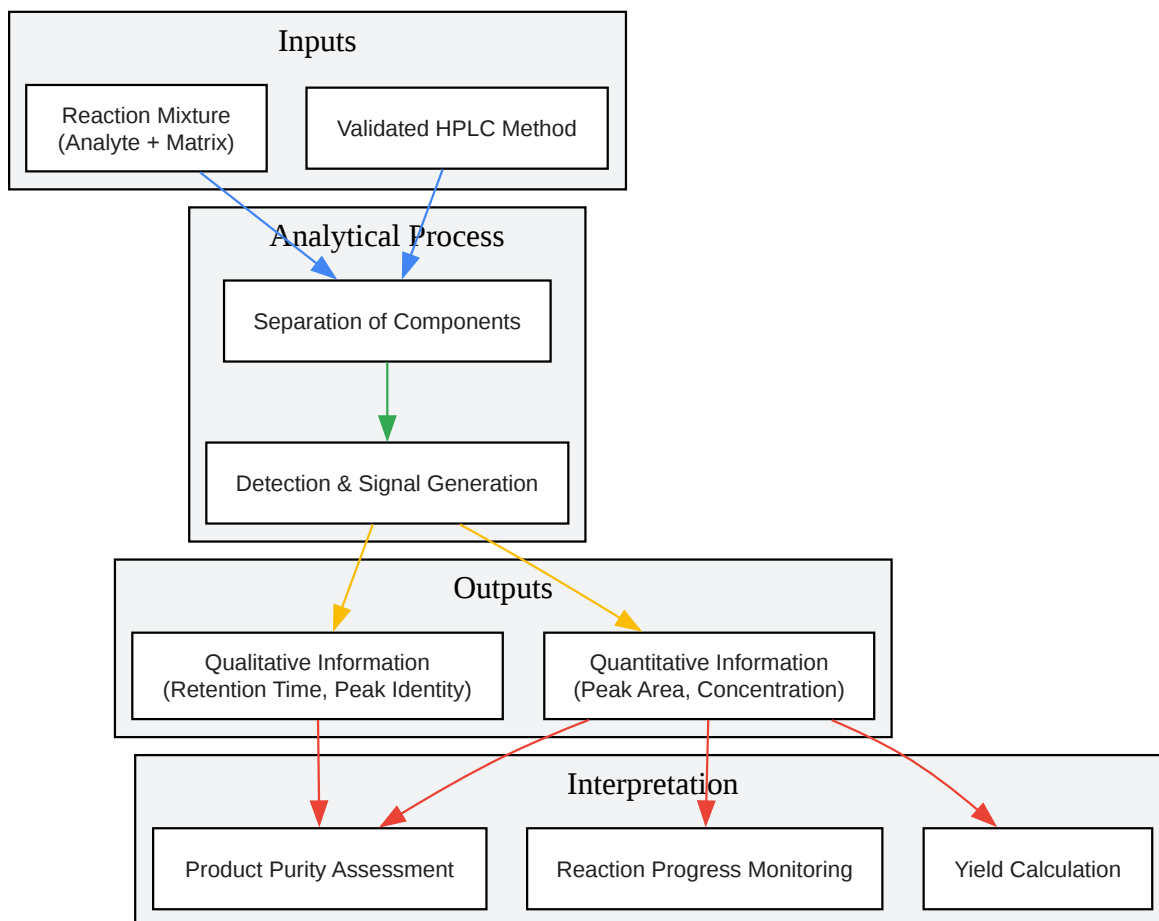 Inputs
Reaction Mixture
(Analyte + Matrix)
Validated HPLC Method
Analytical Process
Separation of Components
Detection & Signal Generation
Outputs
Qualitative Information
(Retention Time, Peak Identity)
Quantitative Information
(Peak Area, Concentration)
Interpretation
Product Purity Assessment
Reaction Progress Monitoring
Yield Calculation